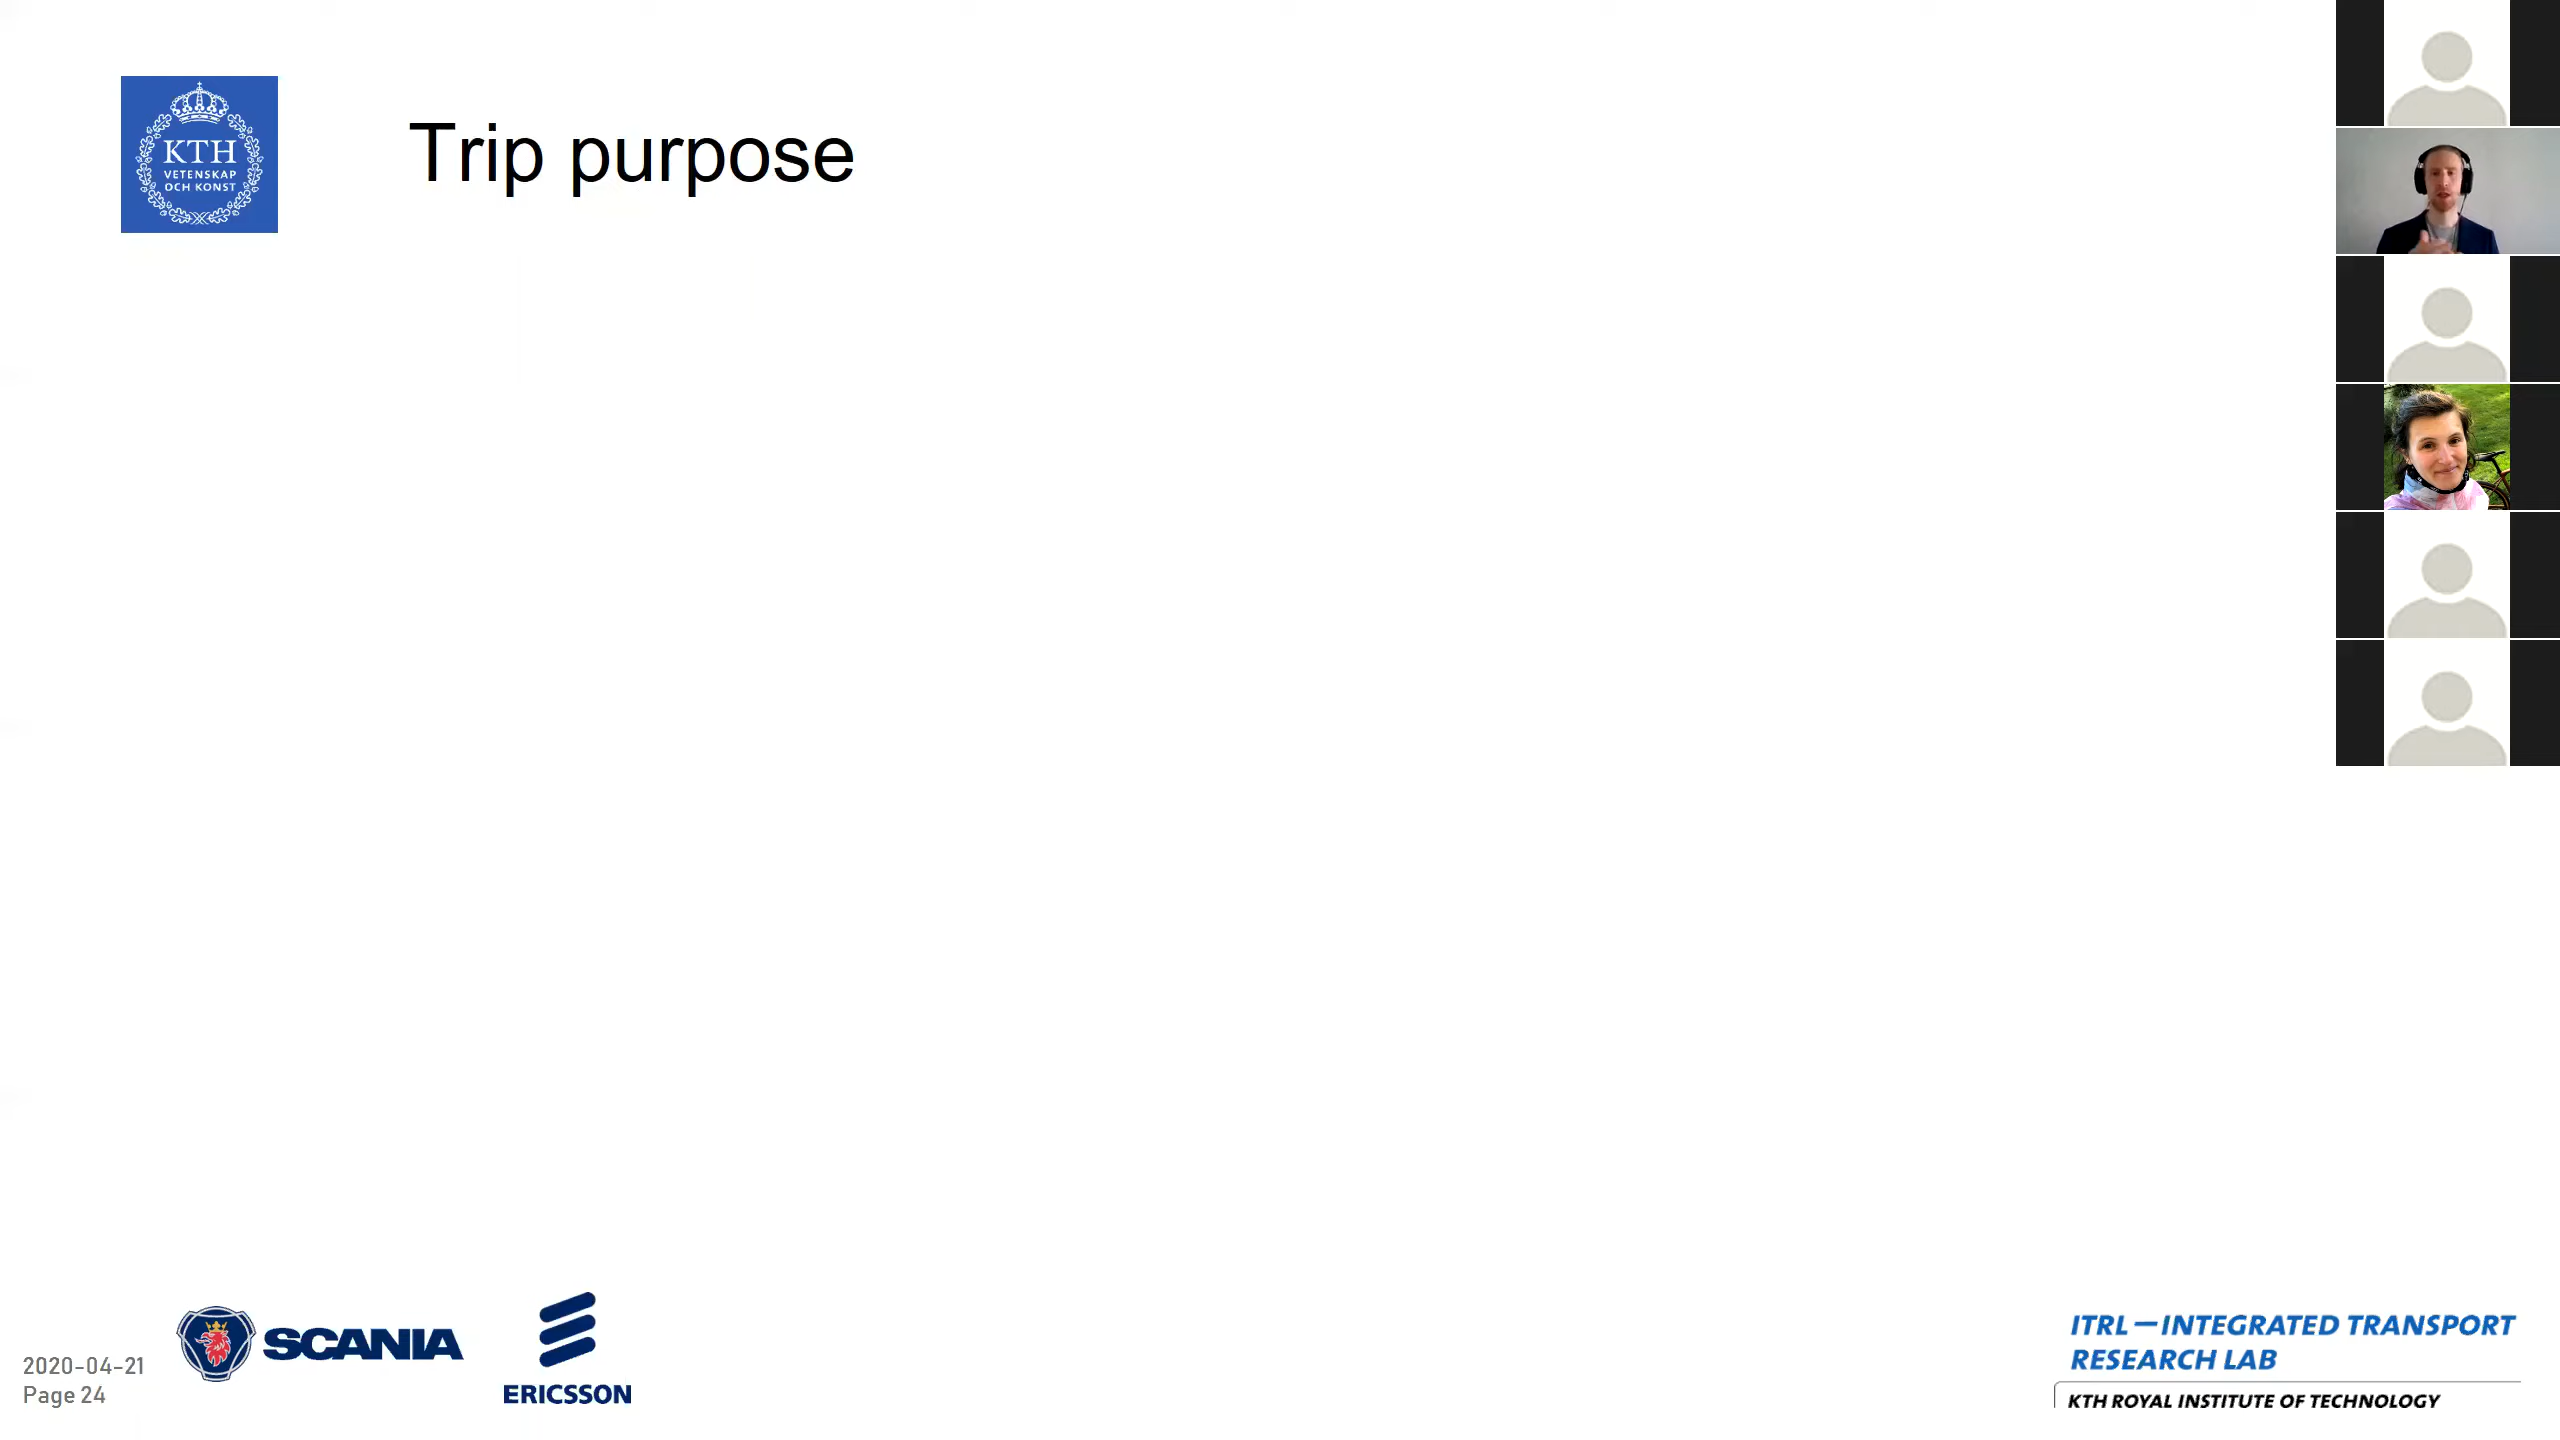 KTH
VETENSKAP
OCH KONST
Trip purpose
2020-04-21
Page 24
SCANIA
ERICSSON
ITRL – INTEGRATED TRANSPORT
RESEARCH LAB
KTH ROYAL INSTITUTE OF TECHNOLOGY